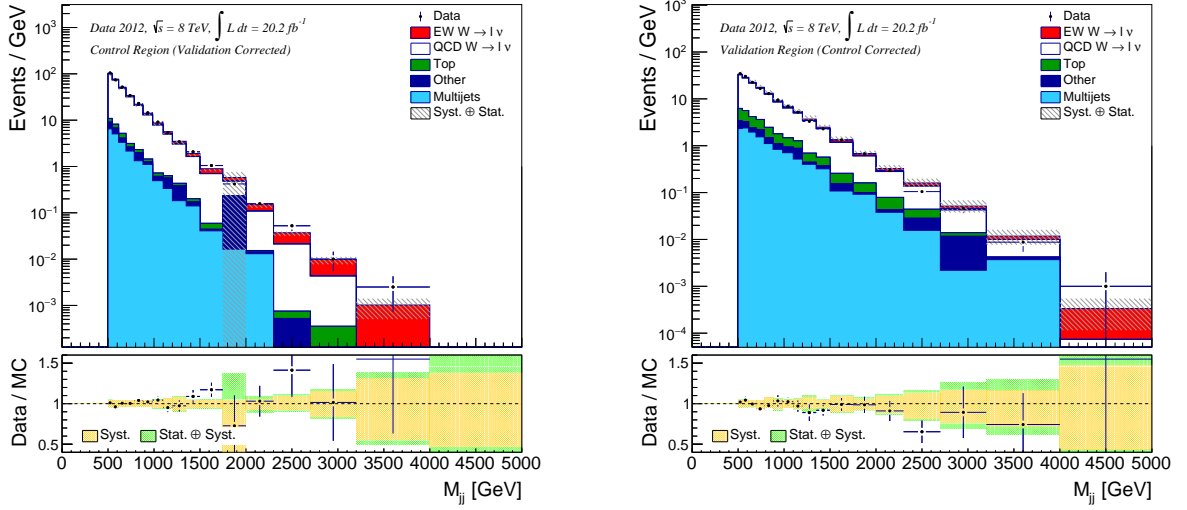 Data 2012, √s = 8 TeV, ∫ L dt = 20.2 fb⁻¹
Control Region (Validation Corrected)
Data
EW W → l ν
QCD W → l ν
Top
Other
Multijets
Syst. ⊕ Stat.
Events / GeV
10³
10²
10
1
10⁻¹
10⁻²
10⁻³
Data / MC
1.5
1
0.5
Syst.
Stat. ⊕ Syst.
0 500 1000 1500 2000 2500 3000 3500 4000 4500 5000
M_jj [GeV]
Data 2012, √s = 8 TeV, ∫ L dt = 20.2 fb⁻¹
Validation Region (Control Corrected)
Data
EW W → l ν
QCD W → l ν
Top
Other
Multijets
Syst. ⊕ Stat.
Events / GeV
10³
10²
10
1
10⁻¹
10⁻²
10⁻³
10⁻⁴
Data / MC
1.5
1
0.5
Syst.
Stat. ⊕ Syst.
0 500 1000 1500 2000 2500 3000 3500 4000 4500 5000
M_jj [GeV]